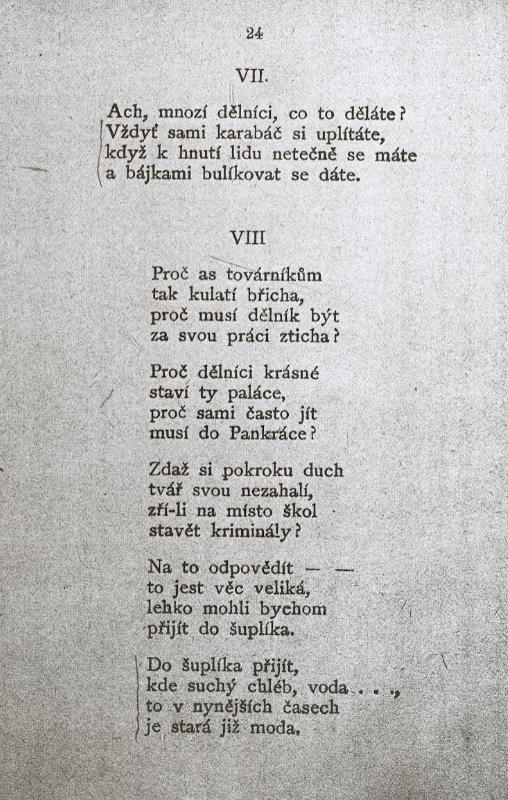 24
VII.
Ach, mnozí dělníci, co to děláte?
Vždyť sami karabáč si uplítáte,
když k hnutí lidu netečně se máte
a bájkami bulíkovat se dáte.
VIII
Proč as továrníkům
tak kulatí břicha,
proč musí dělník být
za svou práci zticha?
Proč dělníci krásné
staví ty paláce,
proč sami často jít
musí do Pankráce?
Zdaž si pokroku duch
tvář svou nezahalí,
zří-li na místo škol
stavět kriminály?
Na to odpovědít — —
to jest věc veliká,
lehko mohli bychom
přijít do šuplíka.
Do šuplíka přijít,
kde suchý chléb, voda . . .,
to v nynějších časech
je stará již moda.